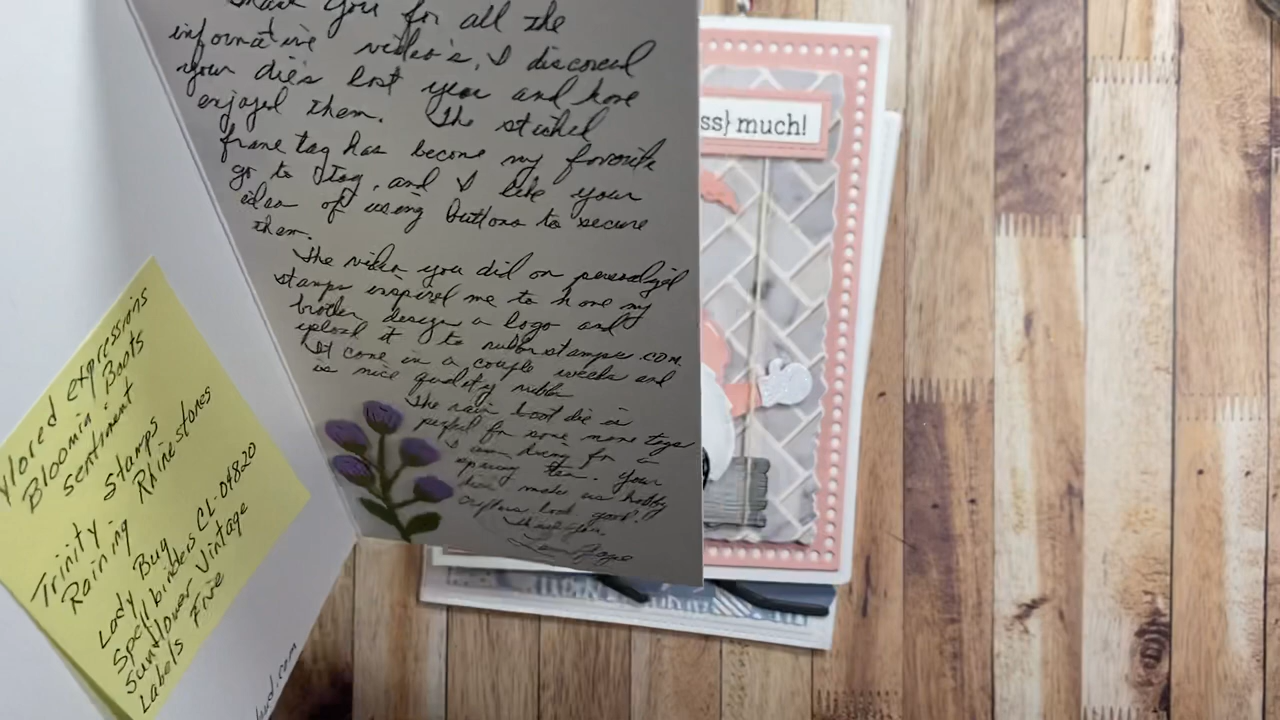 Thank you for all the
informative video's, I discovered
your dies last year and have
enjoyed them. The stitched
frame tag has become my favorite
go to tag, and I like your
idea of using buttons to secure
them.
The video you did on personalized
stamps inspired me to have my
brother design a logo and
upload it to rubberstamps.com.
It came in a couple weeks and
is nice quality rubber
The rain boot die is
perfect for some name tags
I am doing for a
spring tea. Your
make us hobby
crafters look good!
Thank you,
ylored expressions
Bloomin Boots
sentiment
Trinity Stamps
Raining Rhinestones
Lady Bug
Spellbinders CL-04820
Sunflower Vintage
Labels Five
ss} much!